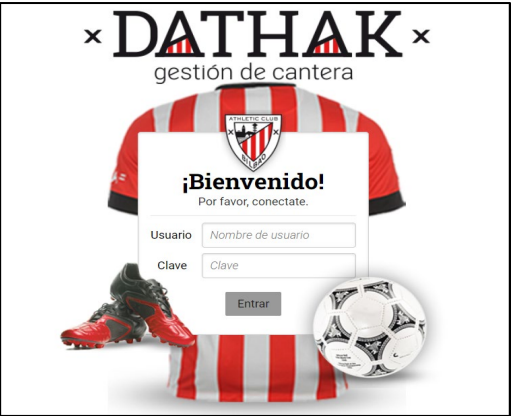 × DATHAK ×
gestión de cantera
ATHLETIC CLUB
BILBAO
¡Bienvenido!
Por favor, conectate.
Usuario Nombre de usuario
Clave Clave
Entrar